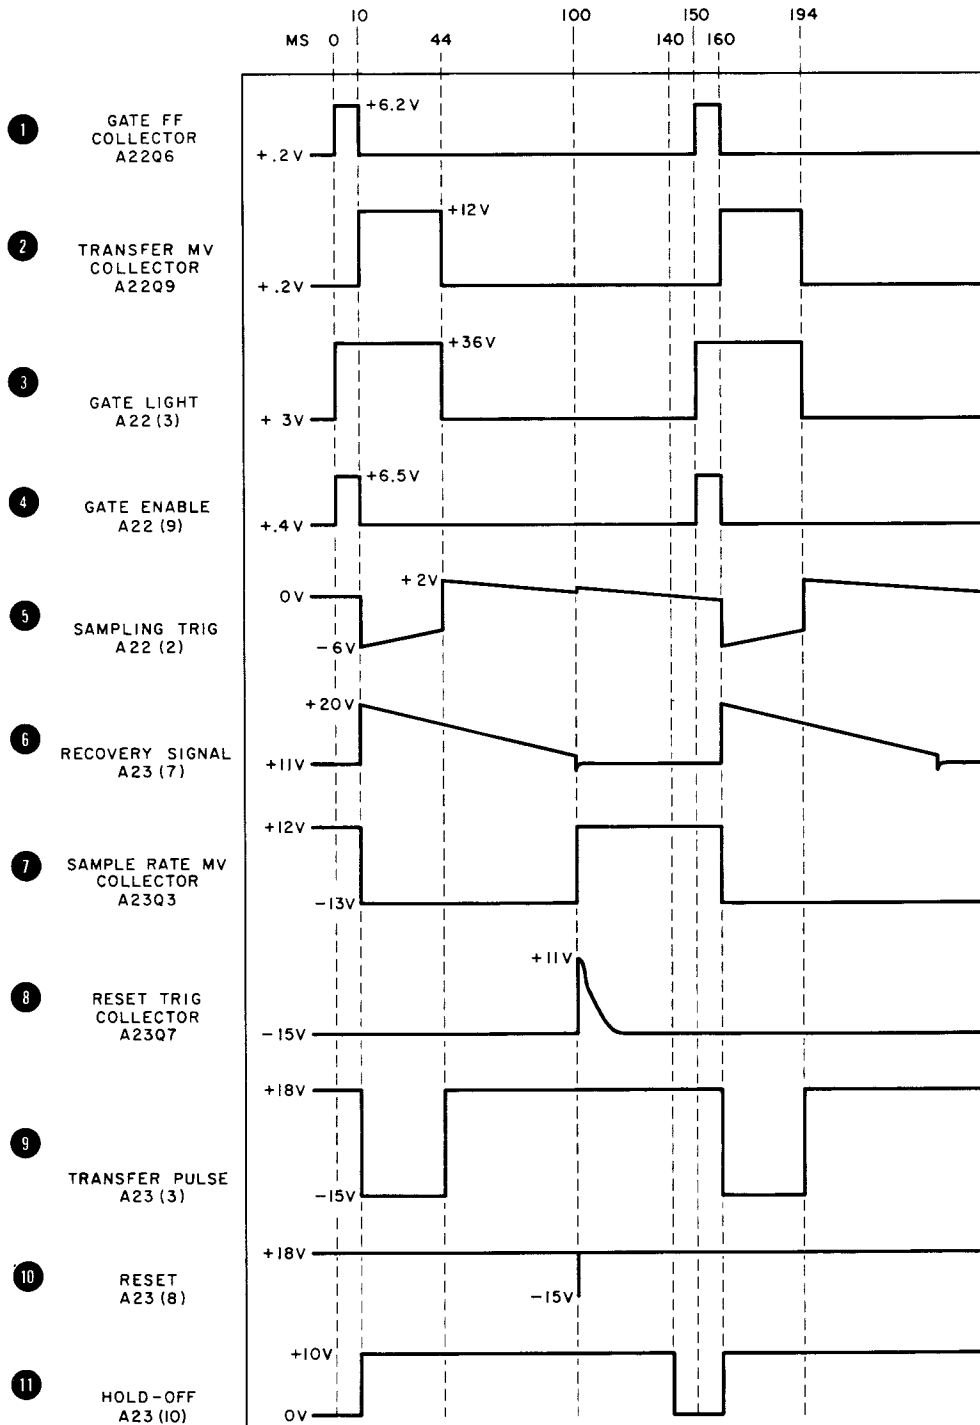 10 100 150 194
MS 0 44 140 160
1 GATE FF
COLLECTOR
A22Q6
+6.2V
+.2V
2 TRANSFER MV
COLLECTOR
A22Q9
+12V
+.2V
3 GATE LIGHT
A22(3)
+36V
+ 3V
4 GATE ENABLE
A22(9)
+6.5V
+.4V
5 SAMPLING TRIG
A22(2)
+2V
0V
-6V
6 RECOVERY SIGNAL
A23(7)
+20V
+11V
7 SAMPLE RATE MV
COLLECTOR
A23Q3
+12V
-13V
8 RESET TRIG
COLLECTOR
A23Q7
+11V
-15V
9 TRANSFER PULSE
A23(3)
+18V
-15V
10 RESET
A23(8)
+18V
-15V
11 HOLD-OFF
A23(10)
+10V
0V